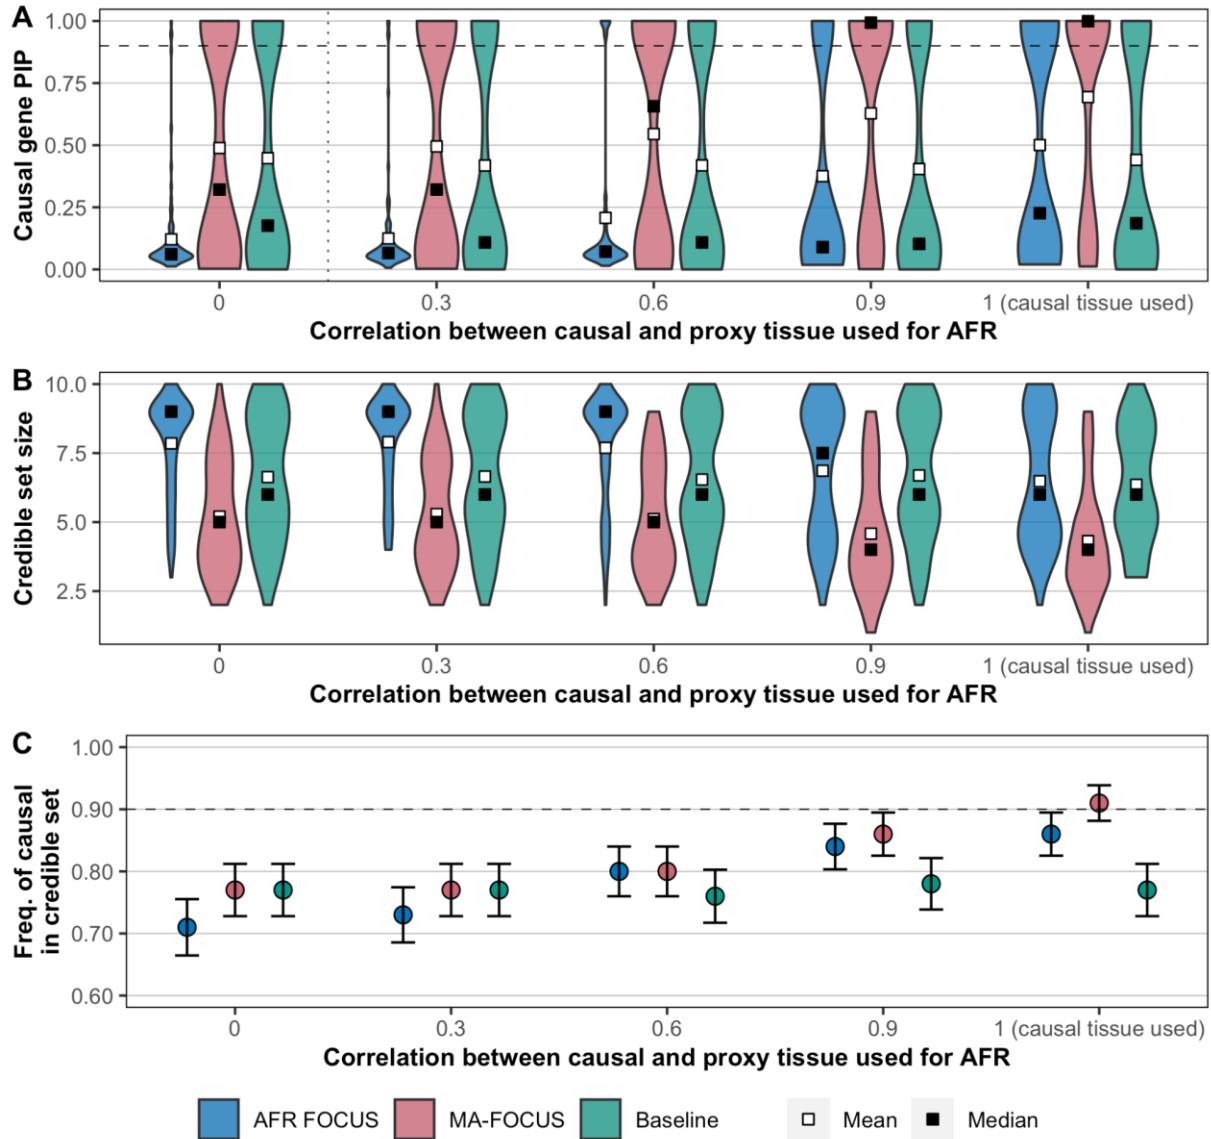 A
Causal gene PIP
1.00
0.75
0.50
0.25
0.00
0 0.3 0.6 0.9 1 (causal tissue used)
Correlation between causal and proxy tissue used for AFR
B
Credible set size
10.0
7.5
5.0
2.5
0 0.3 0.6 0.9 1 (causal tissue used)
Correlation between causal and proxy tissue used for AFR
C
Freq. of causal
in credible set
1.00
0.90
0.80
0.70
0.60
0 0.3 0.6 0.9 1 (causal tissue used)
Correlation between causal and proxy tissue used for AFR
AFR FOCUS MA-FOCUS Baseline Mean Median